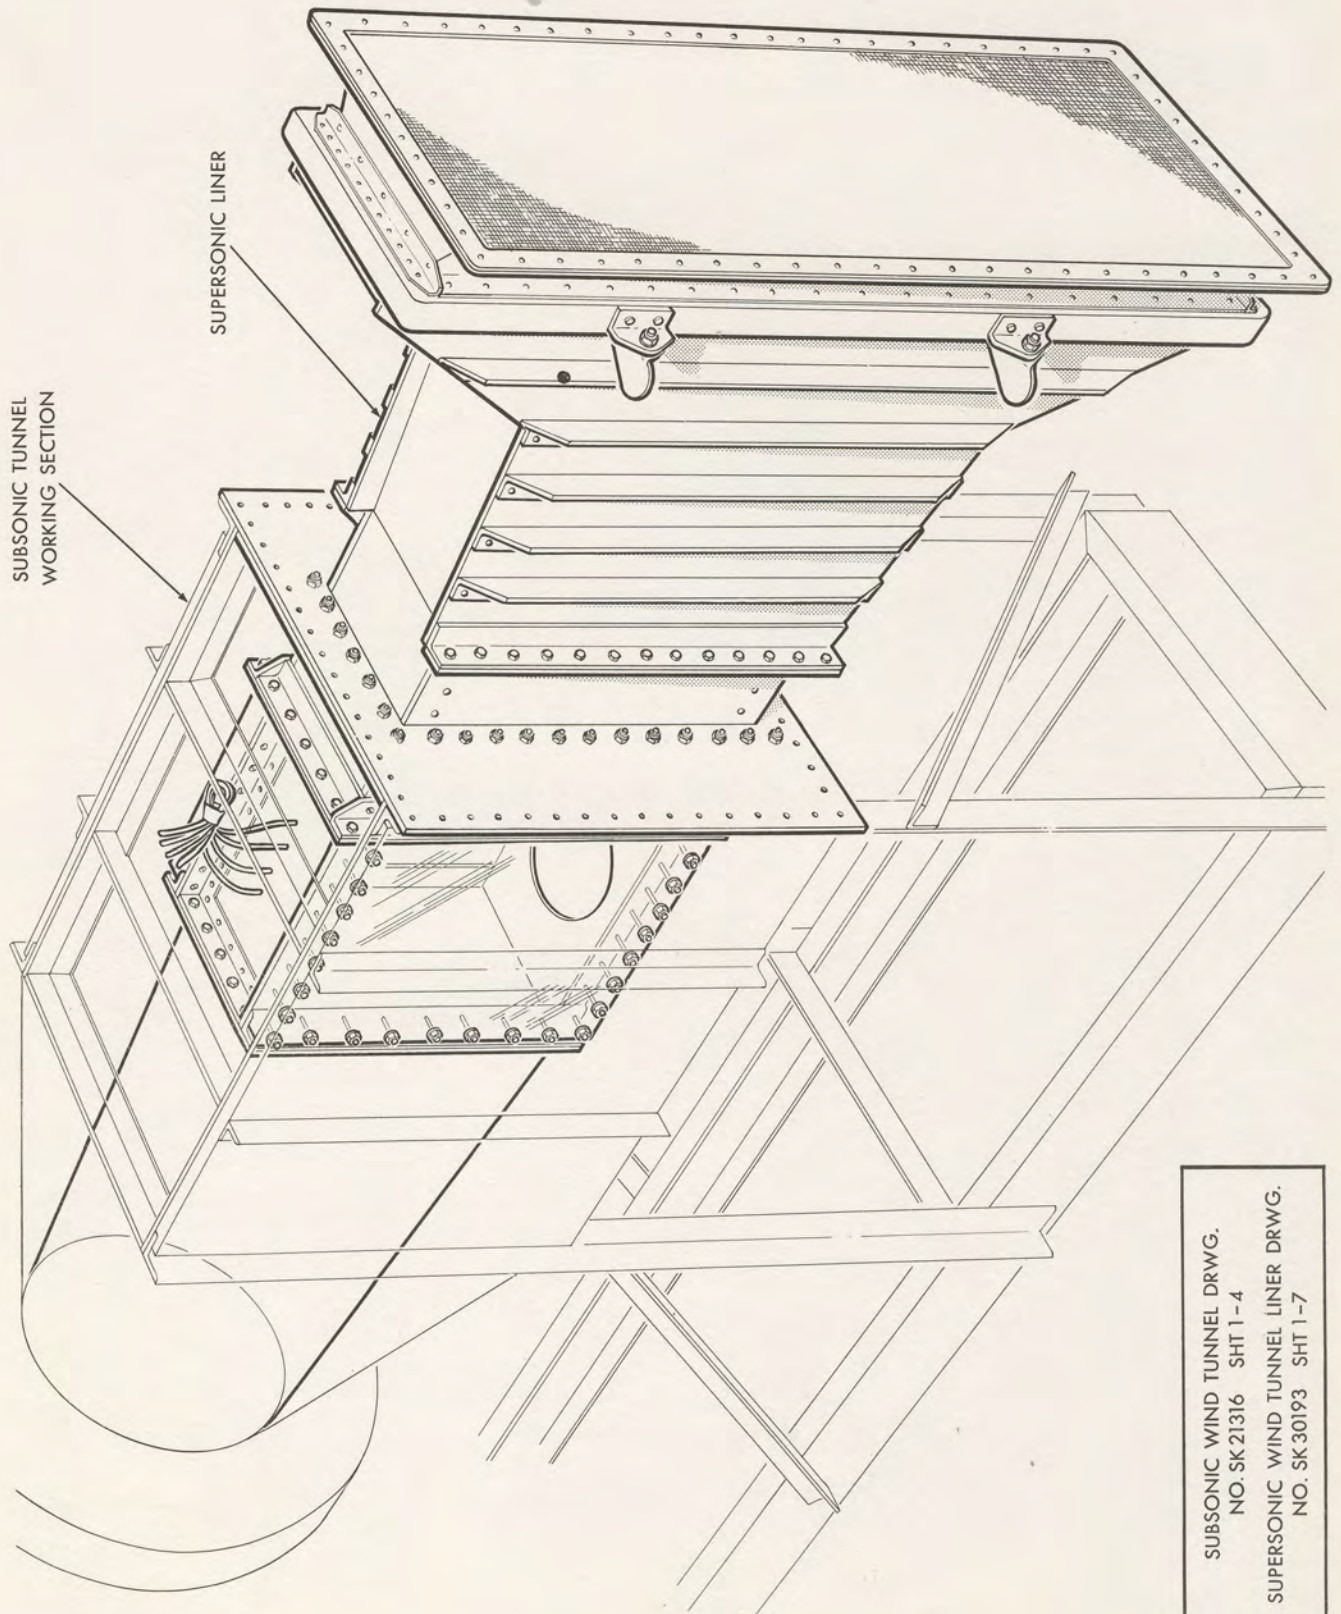 SUBSONIC TUNNEL
WORKING SECTION
SUPERSONIC LINER
SUBSONIC WIND TUNNEL DRWG.
NO. SK 21316 SHT 1-4
SUPERSONIC WIND TUNNEL LINER DRWG.
NO. SK 30193 SHT 1-7